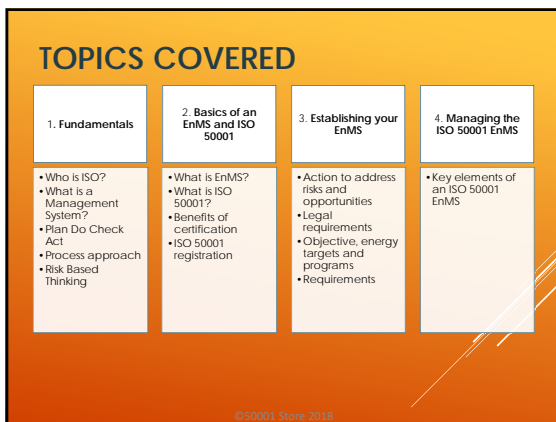 TOPICS COVERED
1. Fundamentals
•Who is ISO?
•What is a
Management
System?
•Plan Do Check
Act
•Process approach
•Risk Based
Thinking
2. Basics of an
EnMS and ISO
50001
•What is EnMS?
•What is ISO
50001?
•Benefits of
certification
•ISO 50001
registration
3. Establishing your
EnMS
•Action to address
risks and
opportunities
•Legal
requirements
•Objective, energy
targets and
programs
•Requirements
4. Managing the
ISO 50001 EnMS
•Key elements of
an ISO 50001
EnMS
©50001 Store 2018